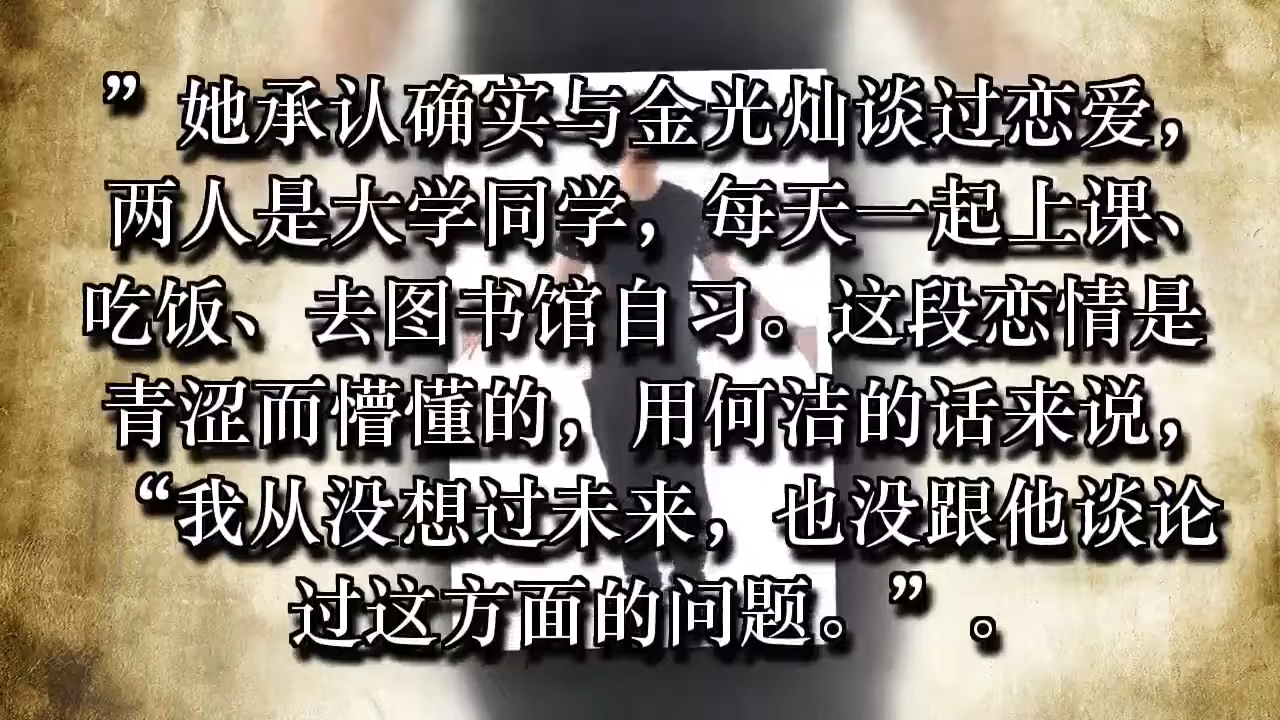 ”她承认确实与金光灿谈过恋爱，
两人是大学同学，每天一起上课、
吃饭、去图书馆自习。这段恋情是
青涩而懵懂的，用何洁的话来说，
“我从没想过未来，也没跟他谈论
过这方面的问题。”。